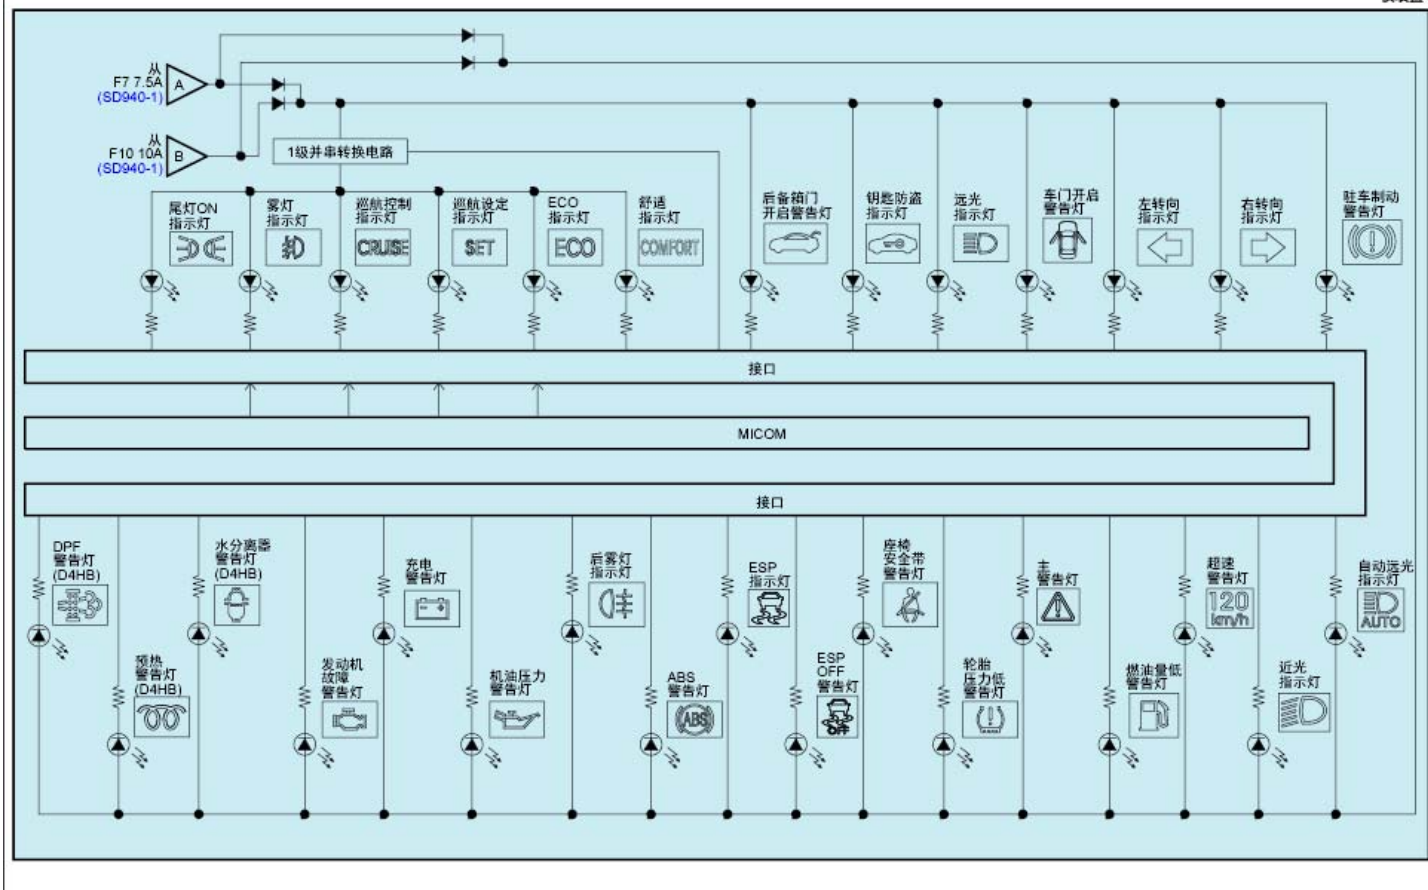 从
F7 7.5A
(SD940-1)
A
从
F10 10A
(SD940-1)
B
1级并串转换电路
尾灯ON
指示灯
雾灯
指示灯
巡航控制
指示灯
CRUISE
巡航设定
指示灯
SET
ECO
指示灯
ECO
舒适
指示灯
COMFORT
后备箱门
开启警告灯
钥匙防盗
指示灯
远光
指示灯
车门开启
警告灯
左转向
指示灯
右转向
指示灯
驻车制动
警告灯
接口
MICOM
接口
DPF
警告灯
(D4HB)
预热
警告灯
(D4HB)
水分离器
警告灯
(D4HB)
发动机
故障
警告灯
充电
警告灯
机油压力
警告灯
后雾灯
指示灯
ABS
警告灯
ABS
ESP
指示灯
ESP
OFF
警告灯
OFF
座椅
安全带
警告灯
轮胎
压力低
警告灯
主
警告灯
燃油量低
警告灯
超速
警告灯
120
km/h
近光
指示灯
自动远光
指示灯
AUTO